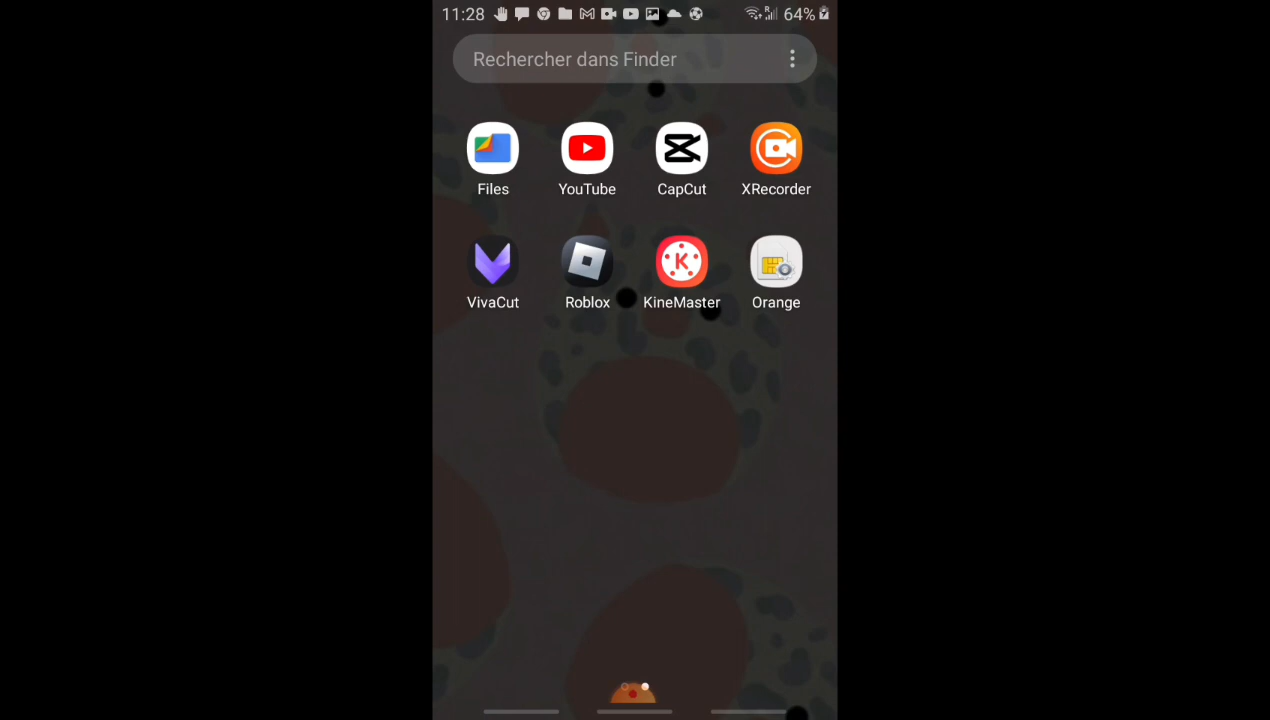 11:28 64%
Rechercher dans Finder
Files YouTube CapCut XRecorder
VivaCut Roblox KineMaster Orange